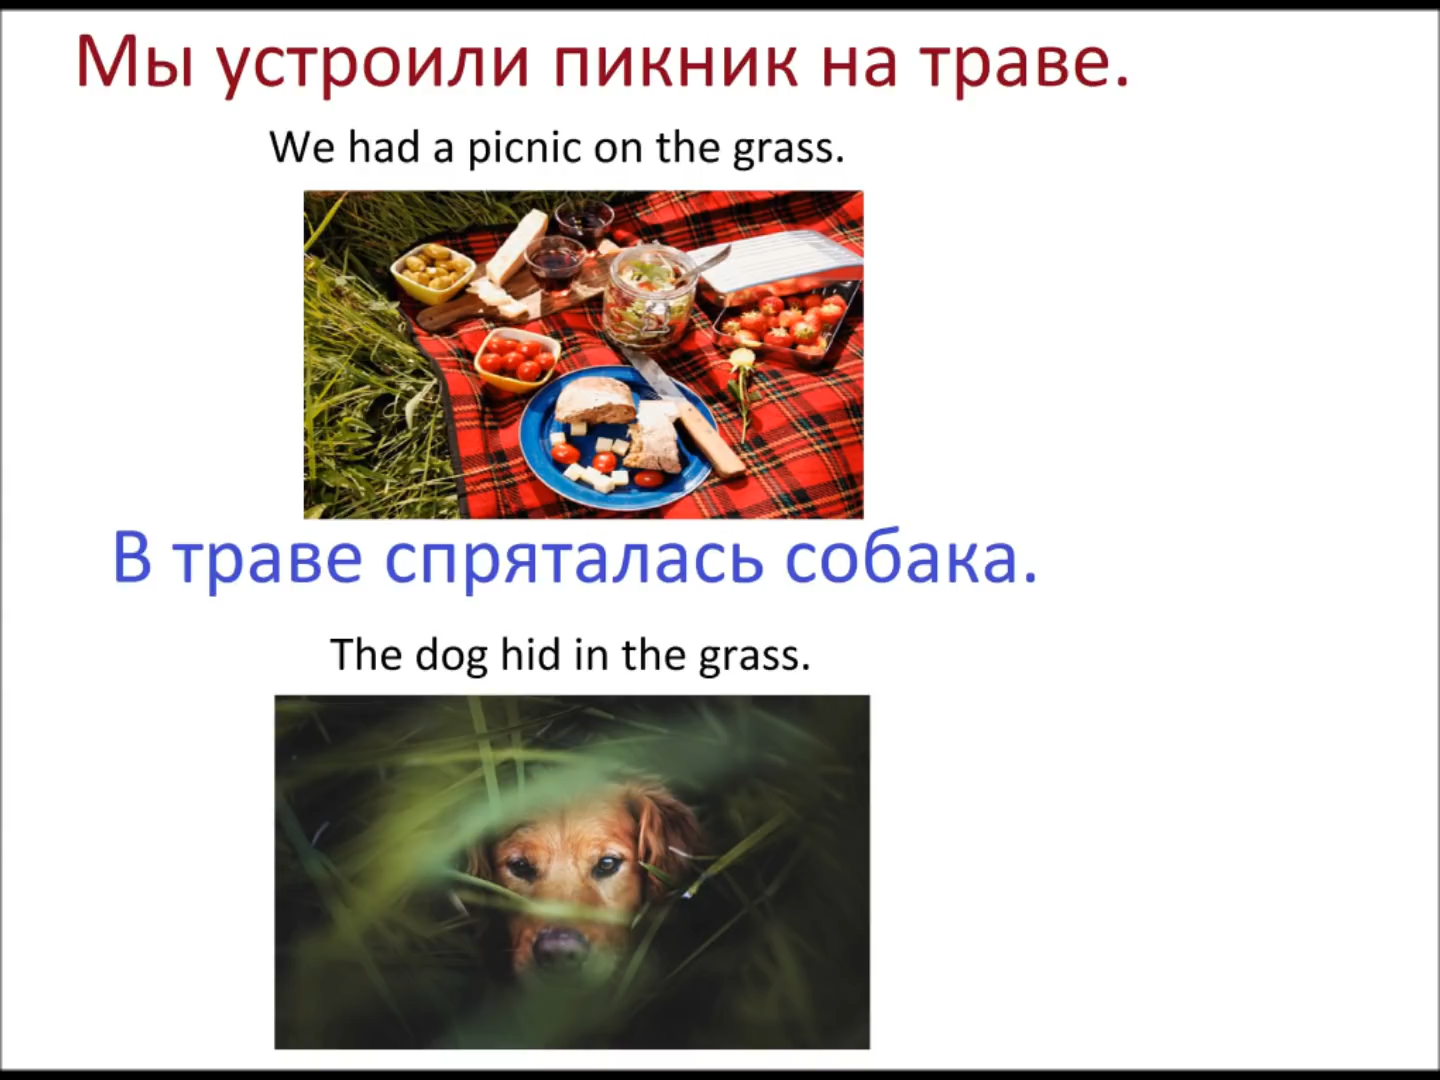 Мы устроили пикник на траве.
We had a picnic on the grass.
В траве спряталась собака.
The dog hid in the grass.